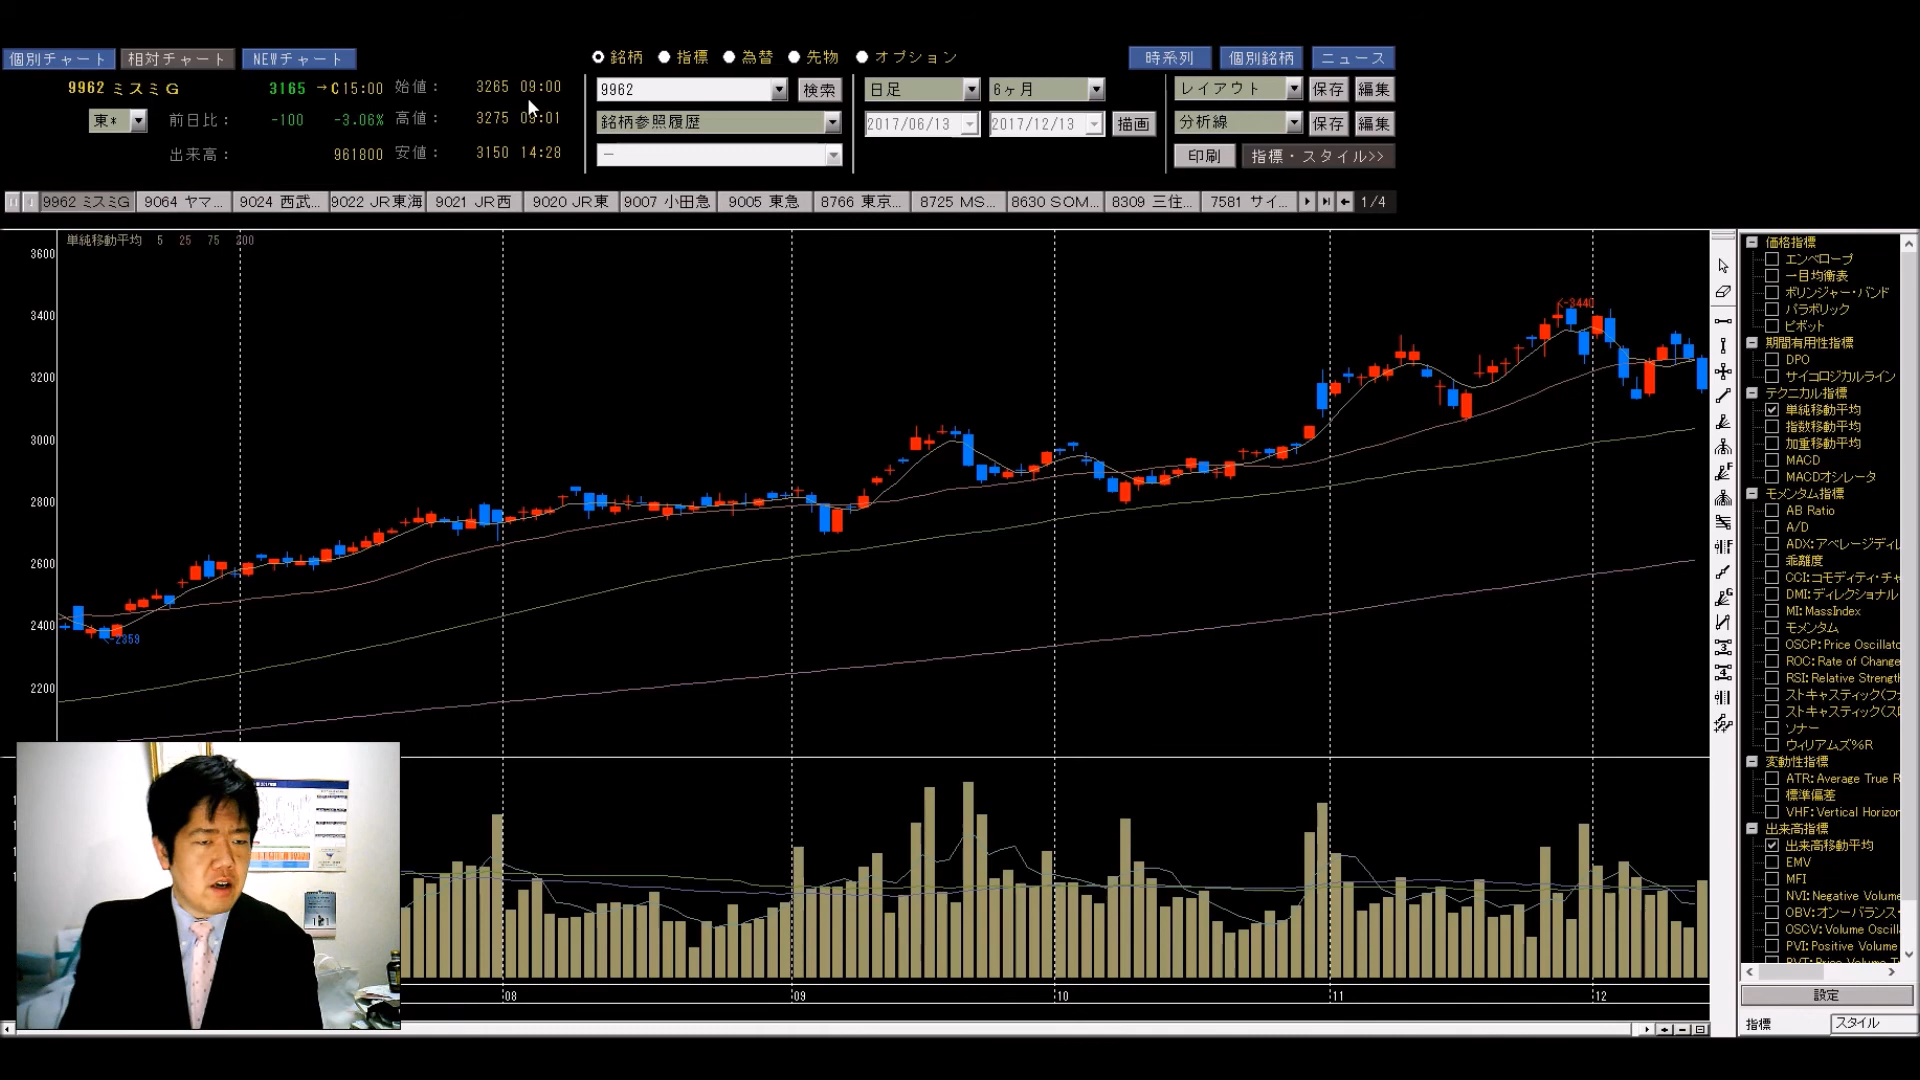 個別チャート 相対チャート NEWチャート
銘柄 指標 為替 先物 オプション
時系列 個別銘柄 ニュース
9962 ミスミG 3165 →C15:00 始値： 3265 09:00
9962 検索 日足 6ヶ月
レイアウト 保存 編集
東* 前日比： -100 -3.06% 高値： 3275 09:01
銘柄参照履歴 2017/06/13 2017/12/13 描画
分析線 保存 編集
出来高： 961800 安値： 3150 14:28
―
印刷 指標・スタイル>>
9962 ミスミG 9064 ヤマ... 9024 西武... 9022 JR東海 9021 JR西 9020 JR東 9007 小田急 9005 東急 8766 東京... 8725 MS... 8630 SOM... 8309 三住... 7581 サイ... 1/4
単純移動平均 5 25 75 200
3600
3400
3200
3000
2800
2600
2400
2200
3440
2359
08 09 10 11 12
価格指標
エンベロープ
一目均衡表
ボリンジャー・バンド
パラボリック
ピボット
期間有用性指標
DPO
サイコロジカルライン
テクニカル指標
単純移動平均
指数移動平均
加重移動平均
MACD
MACDオシレータ
モメンタム指標
AB Ratio
A/D
ADX:アベレージディレ
乖離度
CCI:コモディティ・チャ
DMI:ディレクショナル
MI:MassIndex
モメンタム
OSCP:Price Oscillato
ROC:Rate of Change
RSI:Relative Strengt
ストキャスティック(ファ
ストキャスティック(ス
ソナー
ウィリアムズ%R
変動性指標
ATR:Average True R
標準偏差
VHF:Vertical Horizon
出来高指標
出来高移動平均
EMV
MFI
NVI:Negative Volume
OBV:オンーバランス・
OSCV:Volume Oscill
PVI:Positive Volume
設定
指標 スタイル